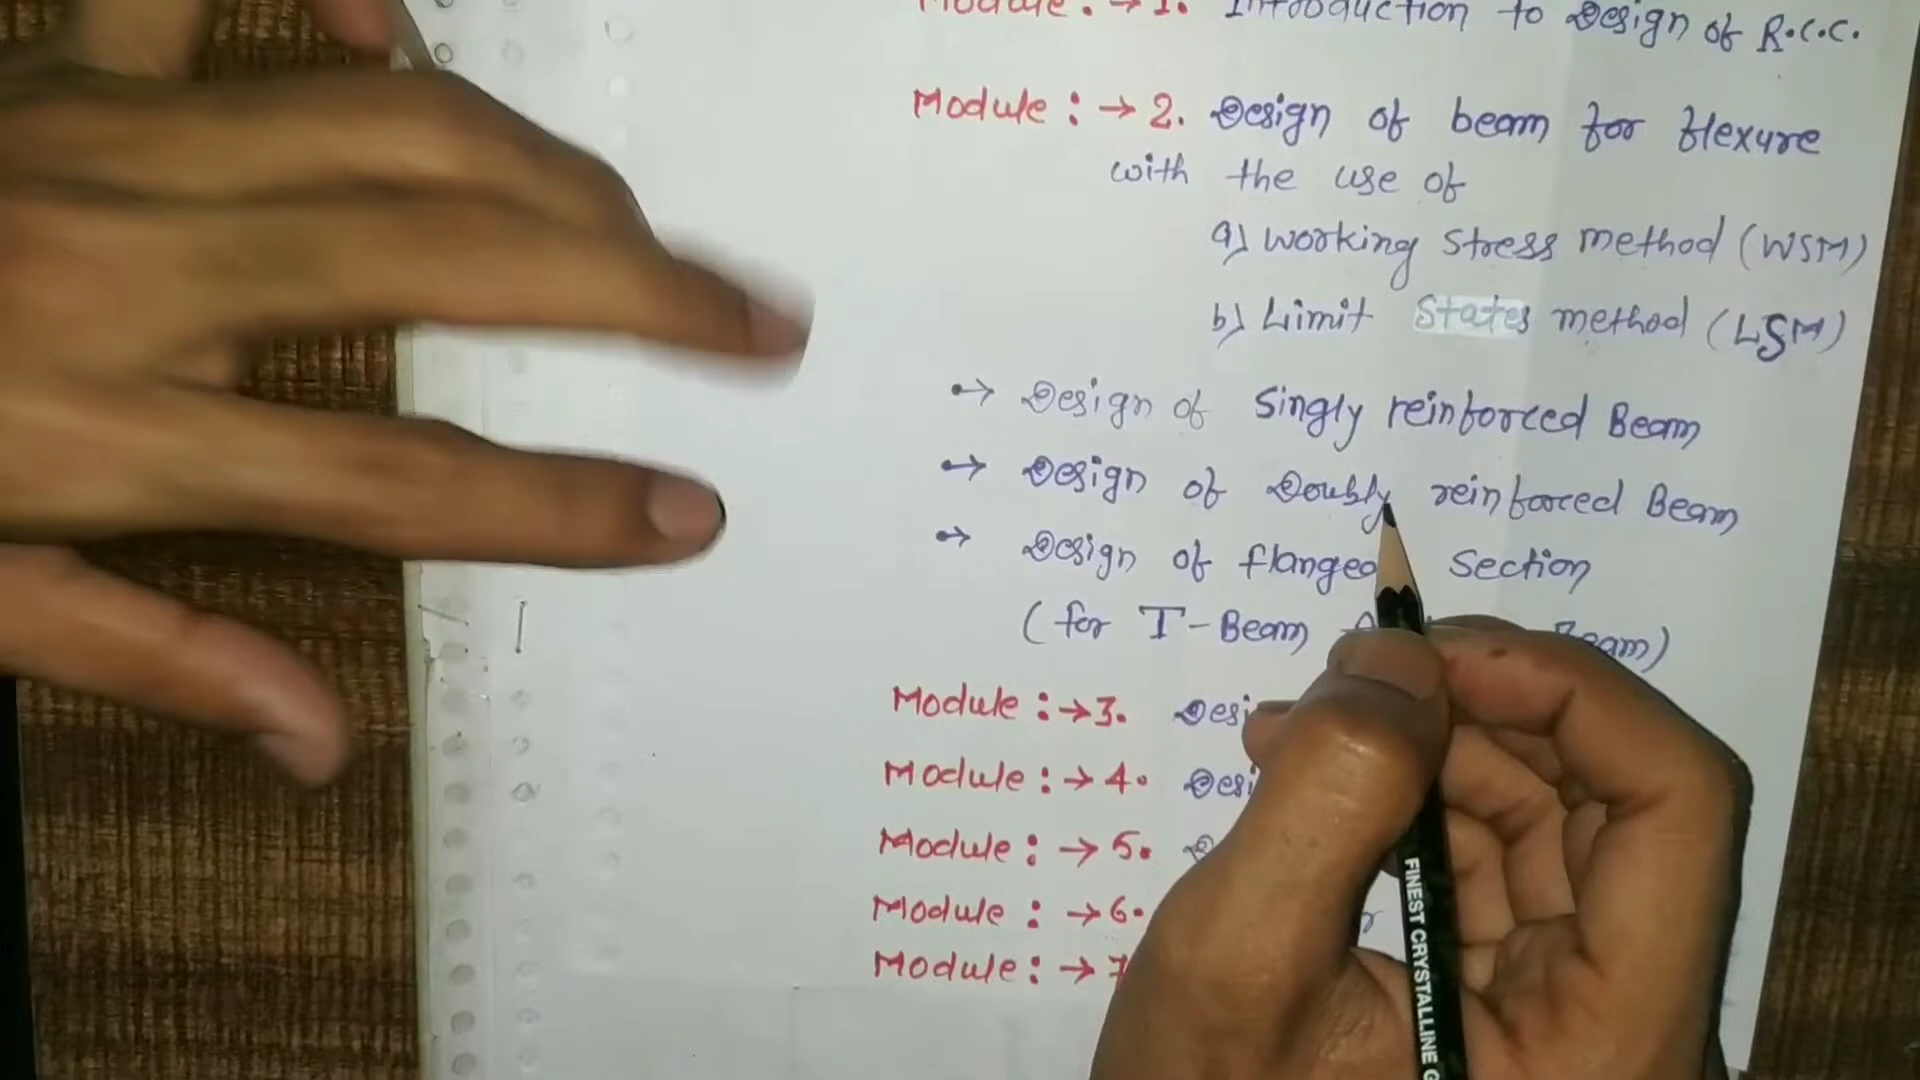 Module : → 1. Introduction to Design of R.C.C.
Module : → 2. Design of beam for flexure
with the use of
a) Working Stress method (WSM)
b) Limit States method (LSM)
→ Design of Singly reinforced Beam
→ Design of Doubly reinforced Beam
→ Design of flanged Section
(for T-Beam Beam)
Module : → 3.
Module : → 4.
Module : → 5.
Module : → 6.
Module : → 7
FINEST CRYSTALLINE G